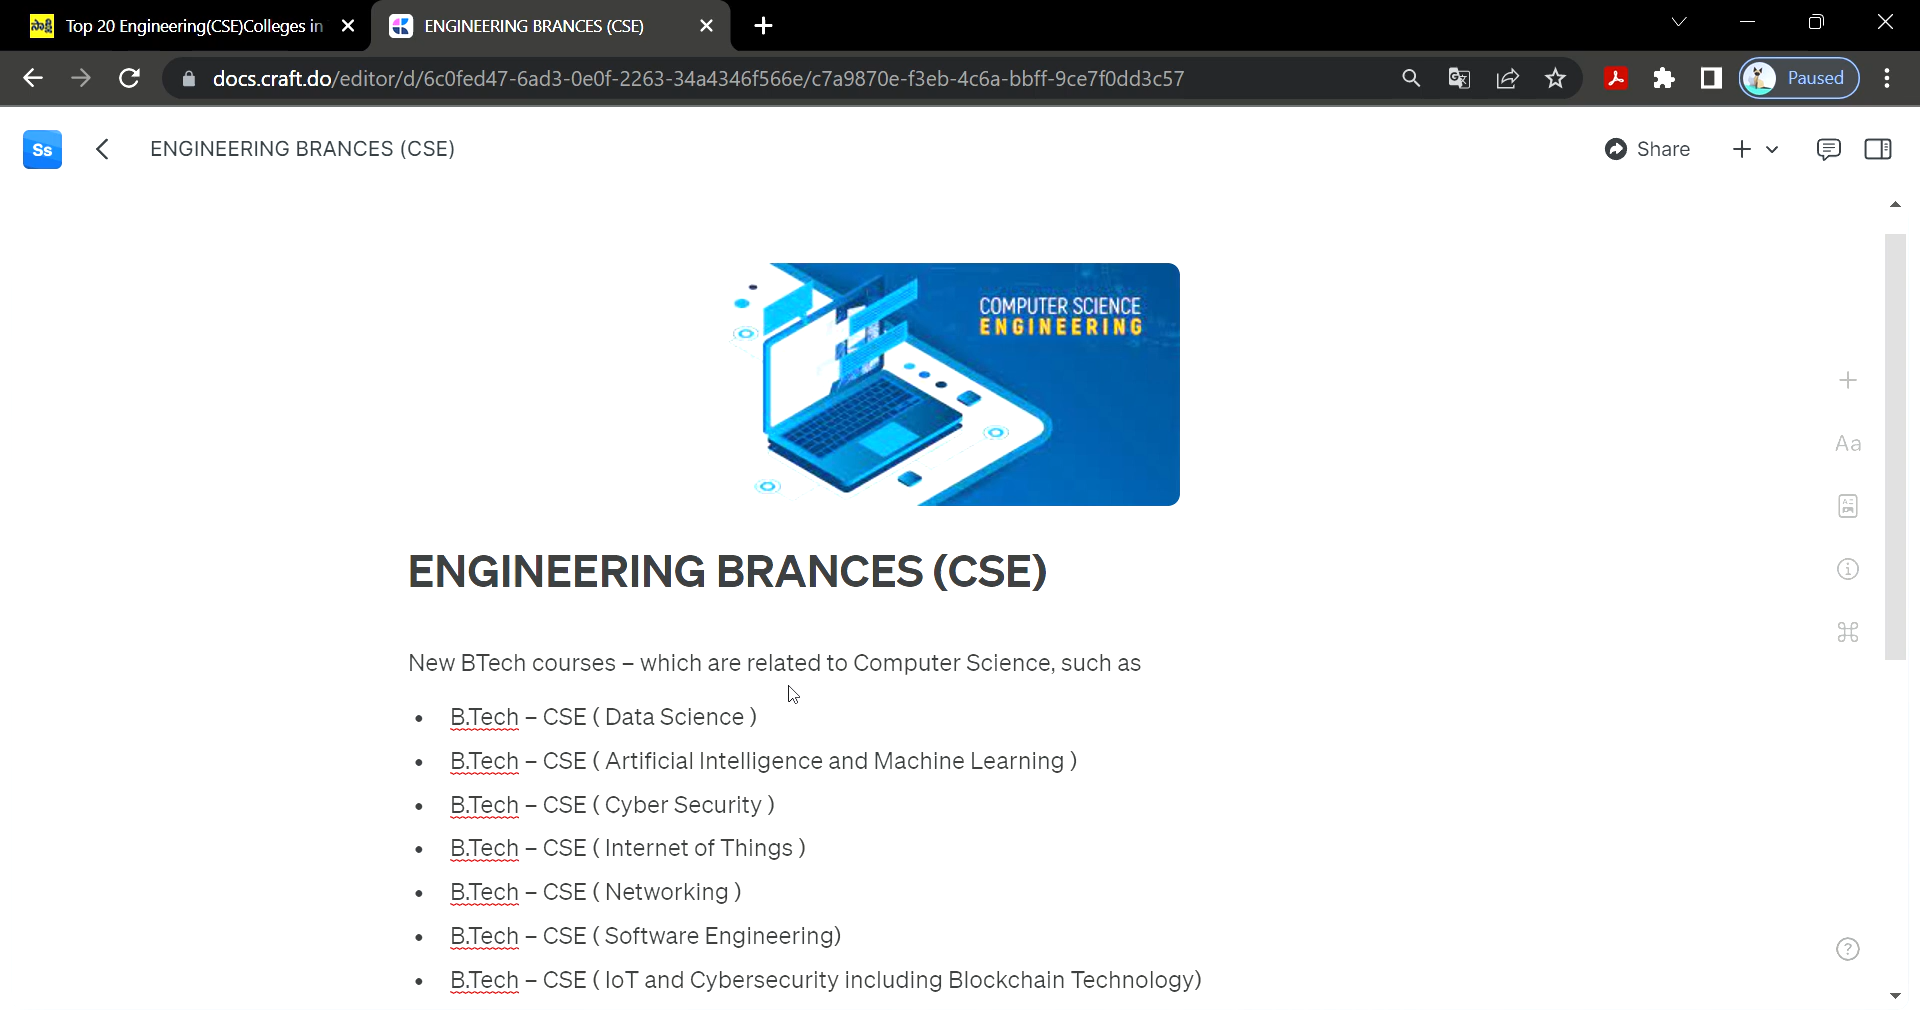 సాక్షి Top 20 Engineering(CSE)Colleges in
ENGINEERING BRANCES (CSE)
docs.craft.do/editor/d/6c0fed47-6ad3-0e0f-2263-34a4346f566e/c7a9870e-f3eb-4c6a-bbff-9ce7f0dd3c57
Paused
Ss
ENGINEERING BRANCES (CSE)
Share
COMPUTER SCIENCE
ENGINEERING
Aa
ENGINEERING BRANCES (CSE)
New BTech courses – which are related to Computer Science, such as
• B.Tech – CSE ( Data Science )
• B.Tech – CSE ( Artificial Intelligence and Machine Learning )
• B.Tech – CSE ( Cyber Security )
• B.Tech – CSE ( Internet of Things )
• B.Tech – CSE ( Networking )
• B.Tech – CSE ( Software Engineering)
• B.Tech – CSE ( IoT and Cybersecurity including Blockchain Technology)